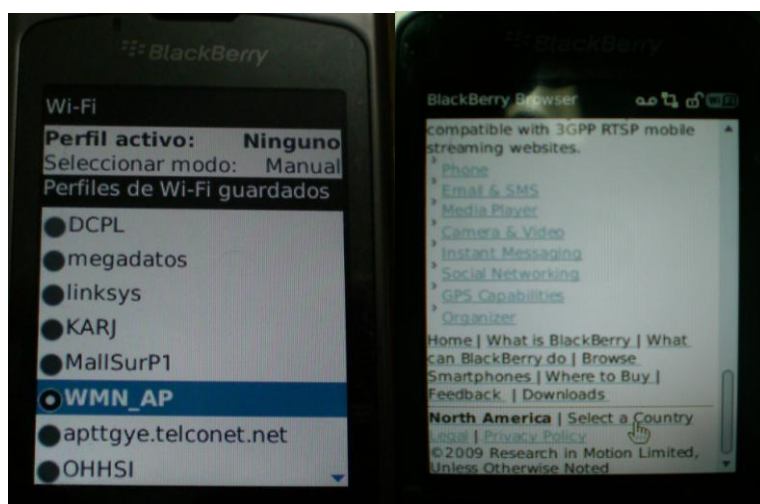 BlackBerry
Wi-Fi
Perfil activo: Ninguno
Seleccionar modo: Manual
Perfiles de Wi-Fi guardados
DCPL
megadatos
linksys
KARJ
MallSurP1
WMN_AP
apttgye.telconet.net
OHHSI
BlackBerry
BlackBerry Browser WiFi
compatible with 3GPP RTSP mobile
streaming websites.
Phone
Email & SMS
Media Player
Camera & Video
Instant Messaging
Social Networking
GPS Capabilities
Organizer
Home | What is BlackBerry | What
can BlackBerry do | Browse
Smartphones | Where to Buy |
Feedback | Downloads
North America | Select a Country
Legal | Privacy Policy
©2009 Research in Motion Limited,
Unless Otherwise Noted